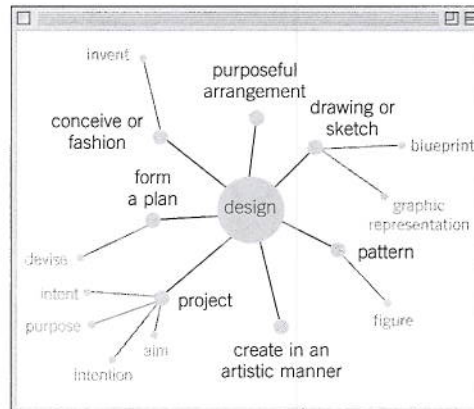 invent
purposeful
arrangement
drawing or
sketch
conceive or
fashion
blueprint
form
a plan
design
graphic
representation
pattern
devise
intent
project
purpose
figure
aim
create in an
artistic manner
intention